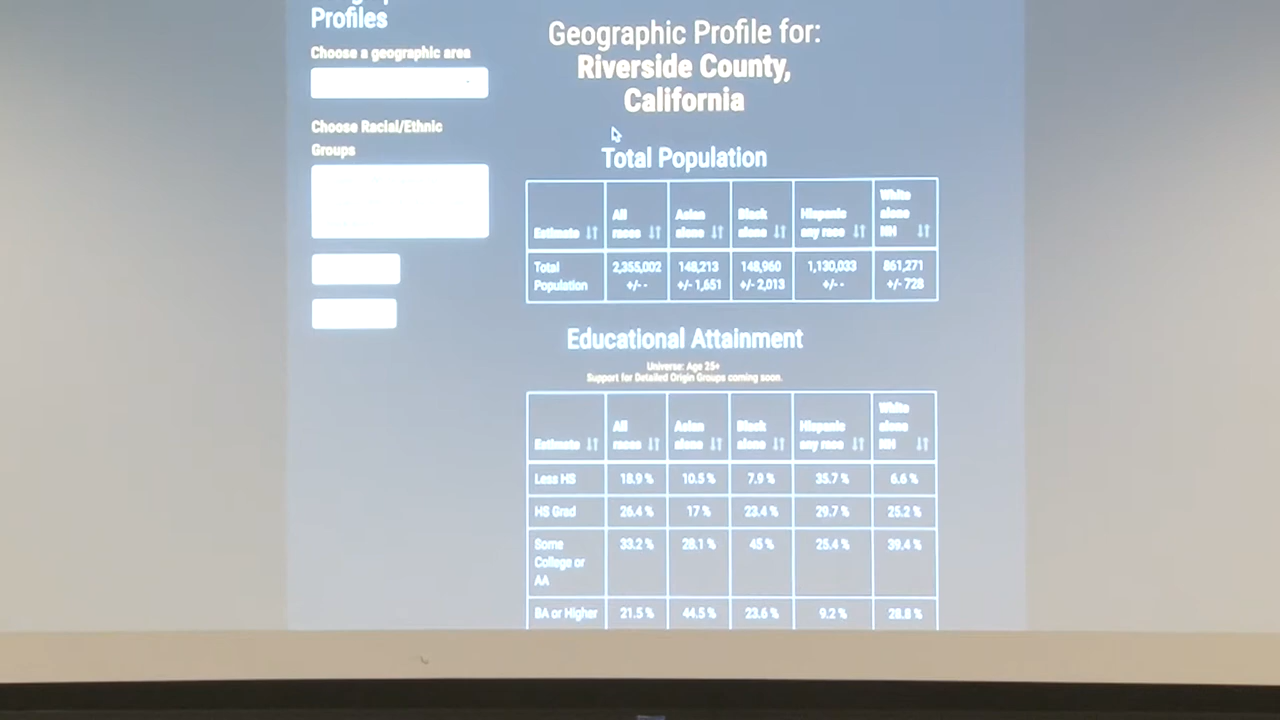 Profiles
Choose a geographic area
Choose Racial/Ethnic
Groups
Geographic Profile for:
Riverside County,
California
Total Population
Estimate All races Asian alone Black alone Hispanic any race White alone NH
Total Population 2,355,002 +/- - 148,213 +/- 1,651 148,960 +/- 2,013 1,130,033 +/- - 861,271 +/- 728
Educational Attainment
Universe: Age 25+
Support for Detailed Origin Groups coming soon.
Estimate All races Asian alone Black alone Hispanic any race White alone NH
Less HS 18.9 % 10.5 % 7.9 % 35.7 % 6.6 %
HS Grad 26.4 % 17 % 23.4 % 29.7 % 25.2 %
Some College or AA 33.2 % 28.1 % 45 % 25.4 % 39.4 %
BA or Higher 21.5 % 44.5 % 23.6 % 9.2 % 28.8 %